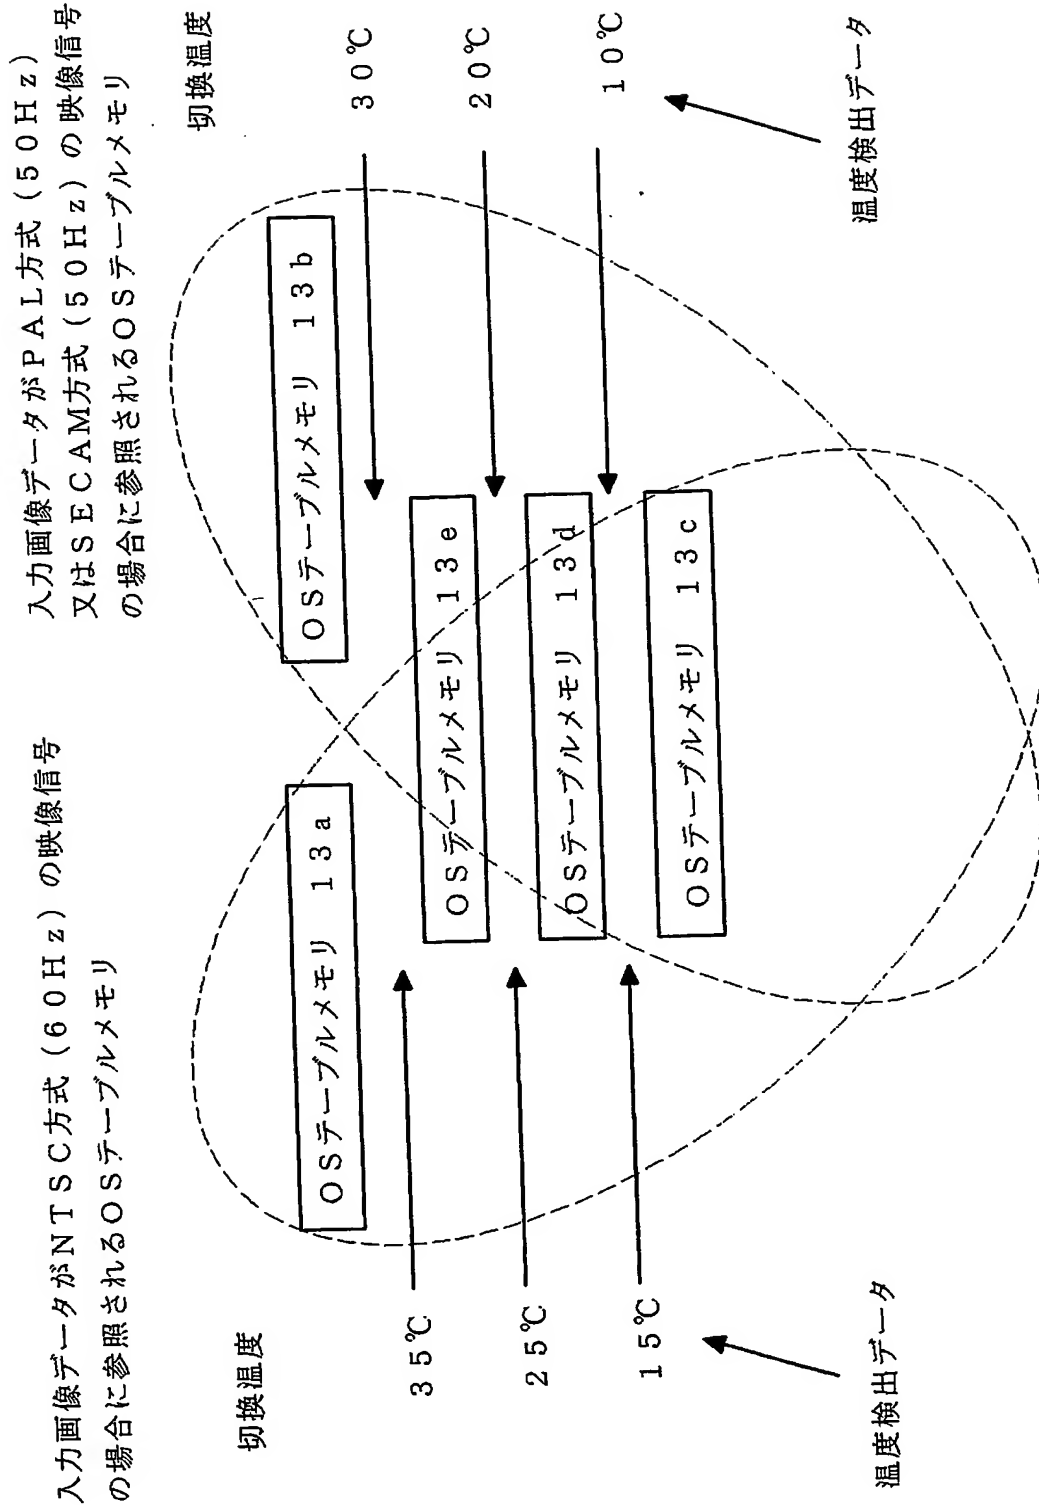 入力画像データがNTSC方式(60Hz)の映像信号
の場合に参照されるOSテーブルメモリ
入力画像データがPAL方式(50Hz)
又はSECAM方式(50Hz)の映像信号
の場合に参照されるOSテーブルメモリ
切換温度
切換温度
OSテーブルメモリ 13a
OSテーブルメモリ 13b
35℃
30℃
OSテーブルメモリ 13e
25℃
20℃
OSテーブルメモリ 13d
15℃
10℃
OSテーブルメモリ 13c
温度検出データ
温度検出データ